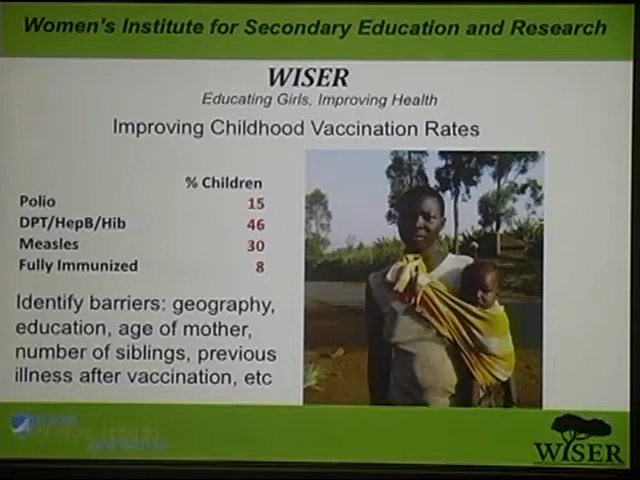 Women's Institute for Secondary Education and Research
WISER
Educating Girls, Improving Health
Improving Childhood Vaccination Rates
% Children
Polio 15
DPT/HepB/Hib 46
Measles 30
Fully Immunized 8
Identify barriers: geography,
education, age of mother,
number of siblings, previous
illness after vaccination, etc
WISER